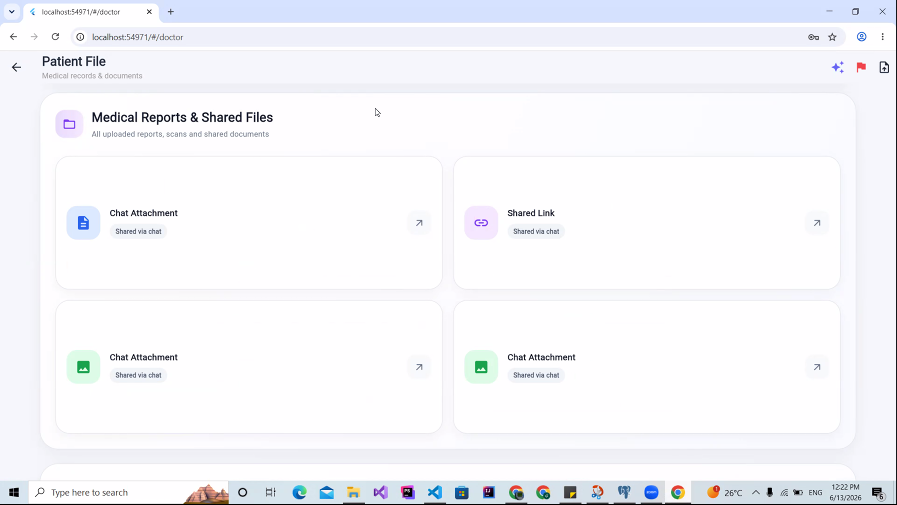 localhost:54971/#/doctor
localhost:54971/#/doctor
Patient File
Medical records & documents
Medical Reports & Shared Files
All uploaded reports, scans and shared documents
Chat Attachment
Shared via chat
Shared Link
Shared via chat
Chat Attachment
Shared via chat
Chat Attachment
Shared via chat
Type here to search
26°C
ENG
12:22 PM
6/13/2026
6